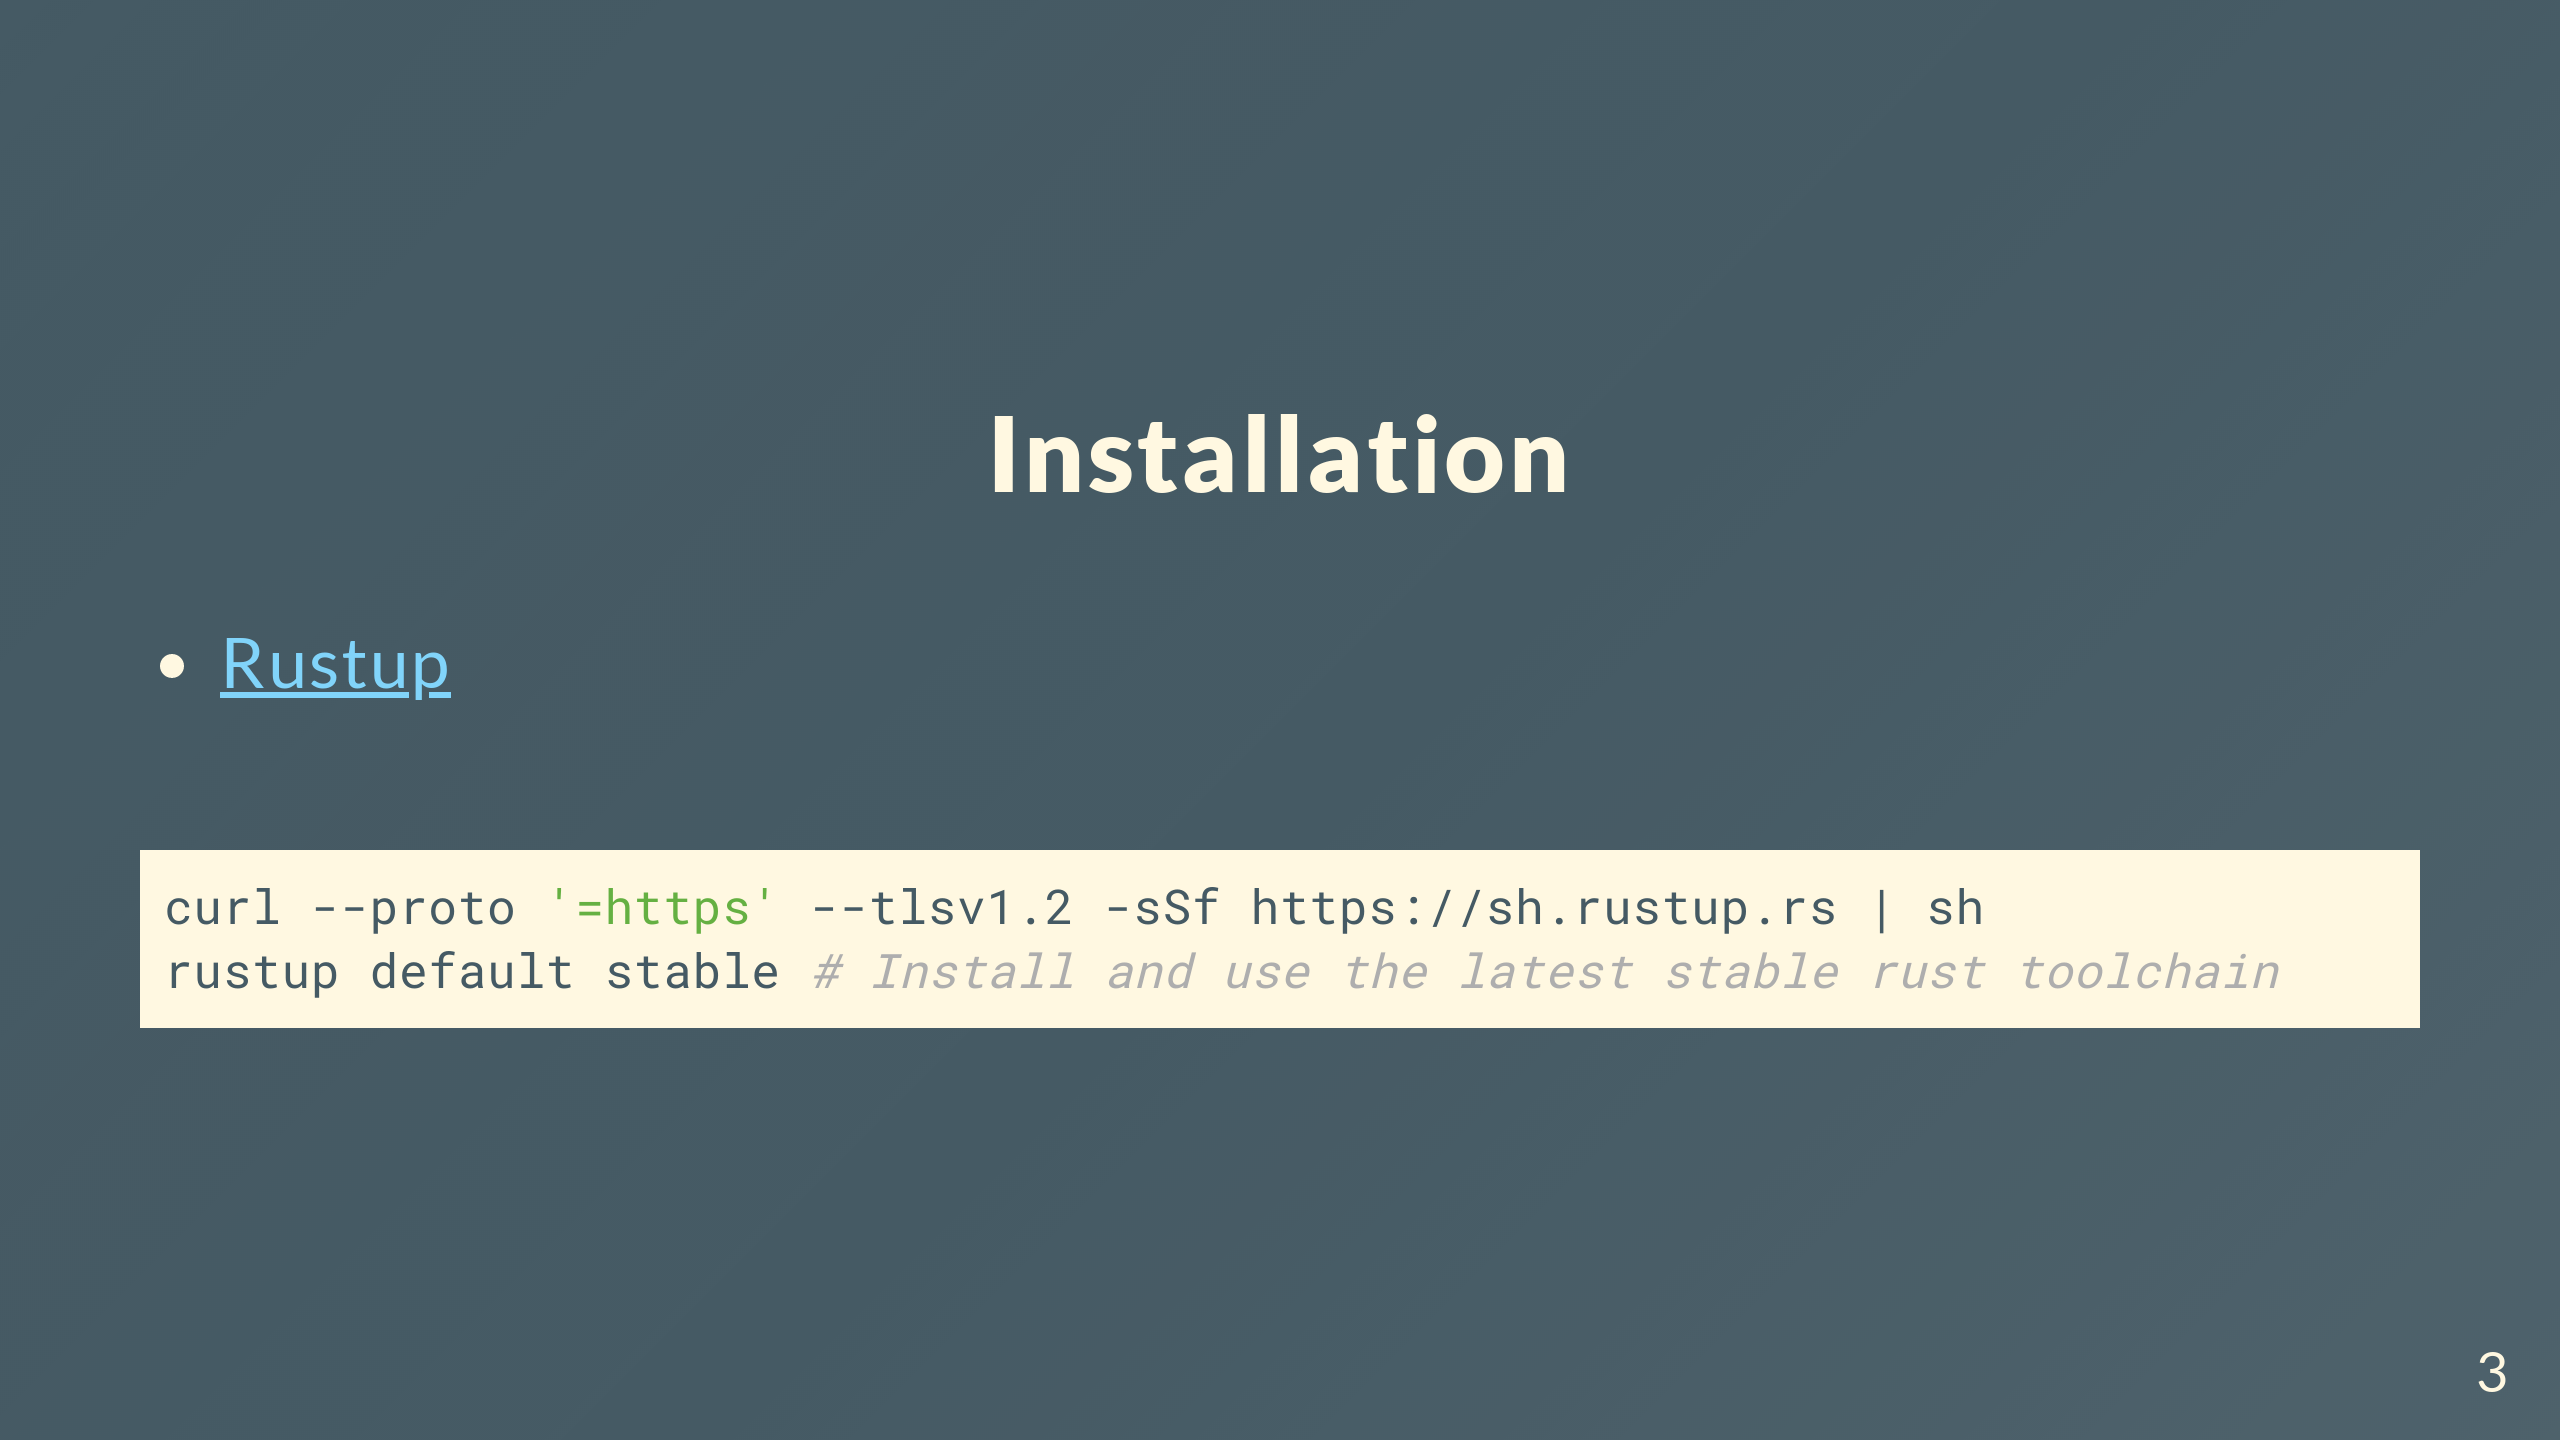 Installation
Rustup
curl --proto '=https' --tlsv1.2 -sSf https://sh.rustup.rs | sh
rustup default stable # Install and use the latest stable rust toolchain
3